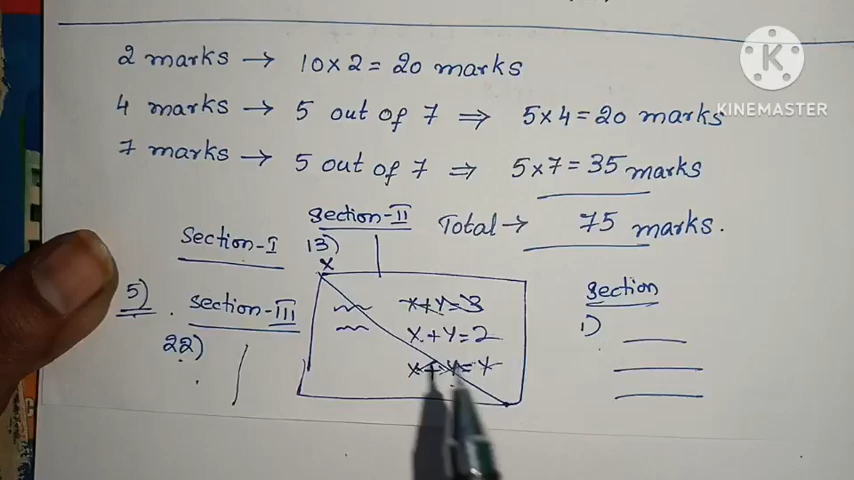 2 marks → 10×2 = 20 marks
4 marks → 5 out of 7 ⇒ 5×4 = 20 marks
7 marks → 5 out of 7 ⇒ 5×7 = 35 marks
Total → 75 marks.
Section-I
Section-II
13)
X
5)
Section-III
22)
x+y=3
x+y=2
Section
1)
K
KINEMASTER